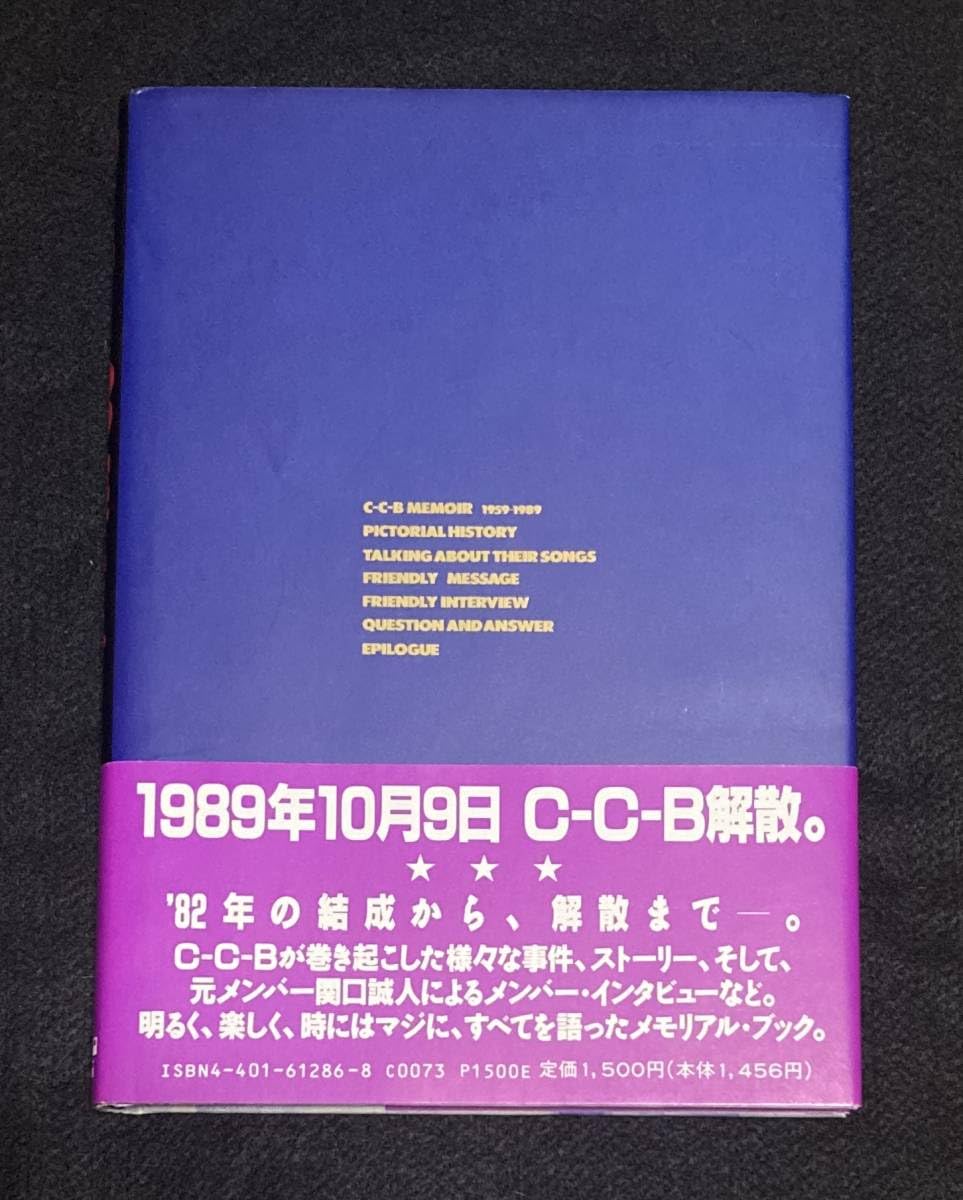 C-C-B MEMOIR 1959-1989
PICTORIAL HISTORY
TALKING ABOUT THEIR SONGS
FRIENDLY MESSAGE
FRIENDLY INTERVIEW
QUESTION AND ANSWER
EPILOGUE
1989年10月9日 C-C-B解散。
★ ★ ★
'82年の結成から、解散まで―。
C-C-Bが巻き起こした様々な事件、ストーリー、そして、
元メンバー関口誠人によるメンバー・インタビューなど。
明るく、楽しく、時にはマジに、すべてを語ったメモリアル・ブック。
ISBN4-401-61286-8 C0073 P1500E 定価1,500円(本体1,456円)